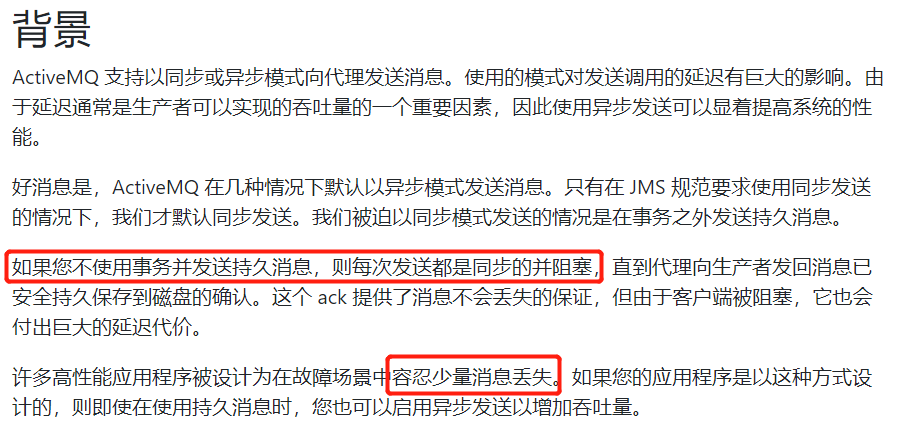 背景
ActiveMQ 支持以同步或异步模式向代理发送消息。使用的模式对发送调用的延迟有巨大的影响。由
于延迟通常是生产者可以实现的吞吐量的一个重要因素，因此使用异步发送可以显着提高系统的性
能。
好消息是，ActiveMQ 在几种情况下默认以异步模式发送消息。只有在 JMS 规范要求使用同步发送
的情况下，我们才默认同步发送。我们被迫以同步模式发送的情况是在事务之外发送持久消息。
如果您不使用事务并发送持久消息，则每次发送都是同步的并阻塞，直到代理向生产者发回消息已
安全持久保存到磁盘的确认。这个 ack 提供了消息不会丢失的保证，但由于客户端被阻塞，它也会
付出巨大的延迟代价。
许多高性能应用程序被设计为在故障场景中容忍少量消息丢失。如果您的应用程序是以这种方式设
计的，则即使在使用持久消息时，您也可以启用异步发送以增加吞吐量。